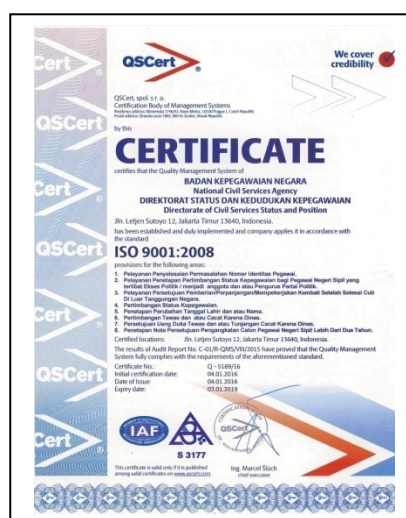 QSCert
We cover
credibility
QSCert, spol. s r. o.
Certification Body of Management Systems
by this
CERTIFICATE
certifies that the Quality Management System of
BADAN KEPEGAWAIAN NEGARA
National Civil Services Agency
DIREKTORAT STATUS DAN KEDUDUKAN KEPEGAWAIAN
Directorate of Civil Services Status and Position
Jln. Letjen Sutoyo 12, Jakarta Timur 13640, Indonesia.
has been established and duly implemented and company applies it in accordance with
the standard
ISO 9001:2008
provisions for the following areas:
1. Pelayanan Penyelesaian Permasalahan Nomor Identitas Pegawai.
2. Pelayanan Penetapan Pertimbangan Status Kepegawaian bagi Pegawai Negeri Sipil yang
terlibat Ekses Politik / menjadi anggota dan atau Pengurus Partai Politik.
3. Pelayanan Persetujuan Pemberian/Perpanjangan/Mempekerjakan Kembali Setelah Selesai Cuti
Di Luar Tanggungan Negara.
4. Pertimbangan Status Kepegawaian.
5. Penetapan Perubahan Tanggal Lahir dan atau Nama.
6. Pertimbangan Tewas dan atau Cacat Karena Dinas.
7. Persetujuan Uang Duka Tewas dan atau Tunjangan Cacat Karena Dinas.
8. Penetapan Nota Persetujuan Pengangkatan Calon Pegawai Negeri Sipil Lebih Dari Dua Tahun.
Certified locations: Jln. Letjen Sutoyo 12, Jakarta Timur 13640, Indonesia.
The results of Audit Report No. C-01/R-QMS/VIII/2015 have proved that the Quality Management
System fully complies with the requirements of the aforementioned standard.
Certificate No.: Q - 5169/16
Initial certification date: 04.01.2016
Date of Issue: 04.01.2016
Expiry date: 03.01.2019
IAF
S 3177
This certificate is valid only if it is published
among valid certificates on www.qscert.com
Ing. Marcel Šloch
chief executive